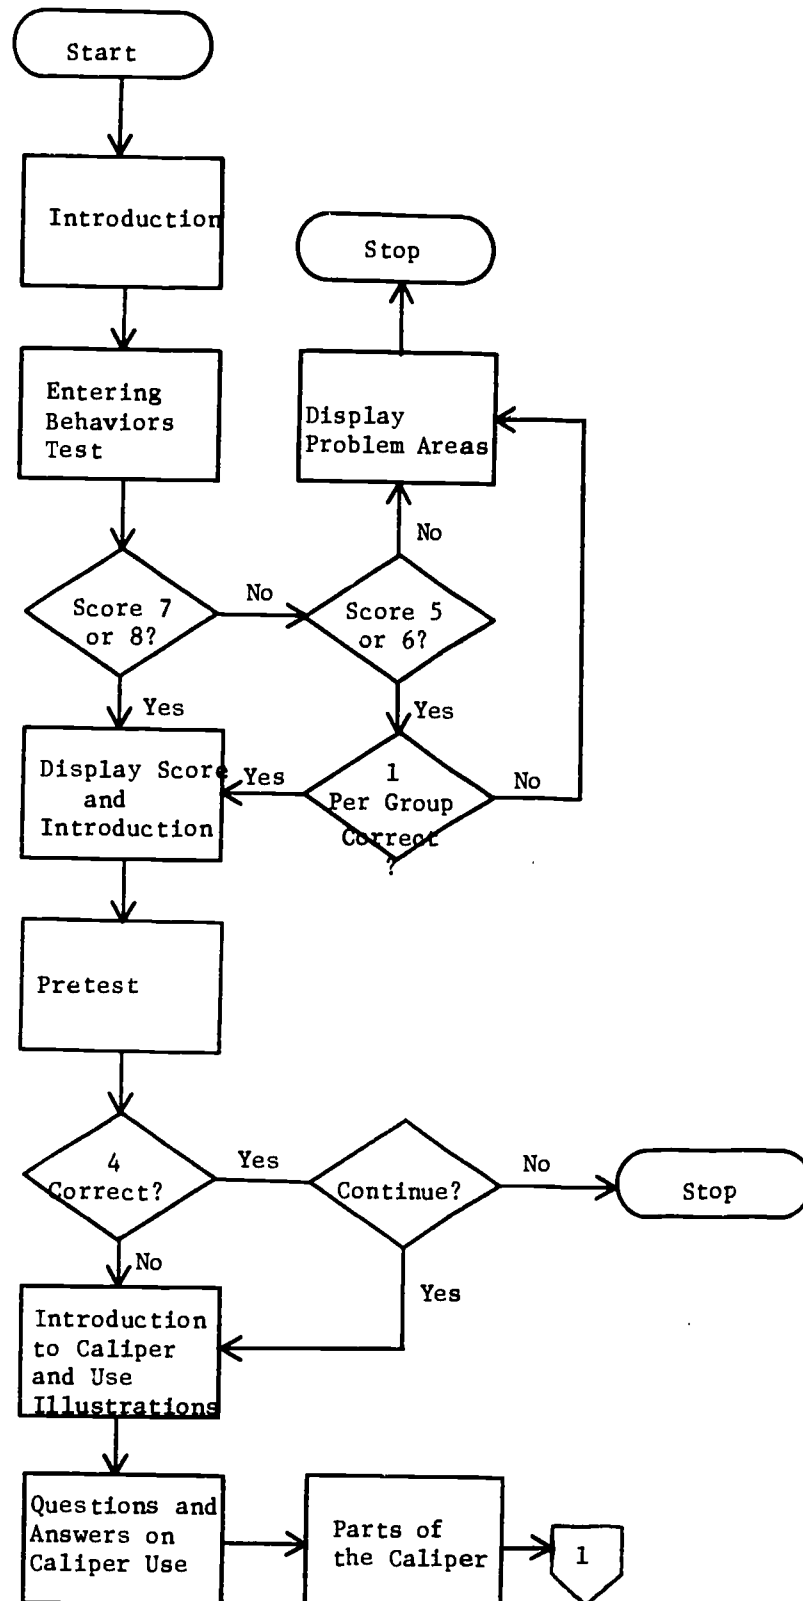 Start
Introduction
Stop
Entering
Behaviors
Test
Display
Problem Areas
No
Score 7
or 8?
No
Score 5
or 6?
Yes
Yes
Display Score
and
Introduction
Yes
1
Per Group
Correct
?
No
Pretest
4
Correct?
Yes
Continue?
No
Stop
No
Yes
Introduction
to Caliper
and Use
Illustrations
Questions and
Answers on
Caliper Use
Parts of
the Caliper
1